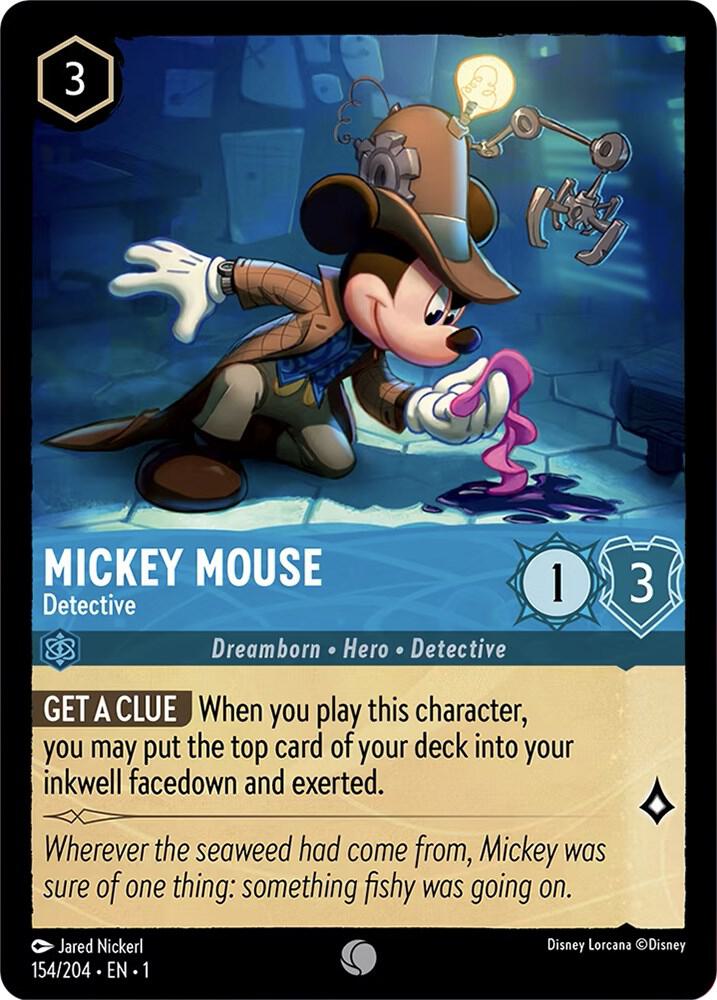 3
MICKEY MOUSE
Detective
1
3
Dreamborn • Hero • Detective
GET A CLUE When you play this character,
you may put the top card of your deck into your
inkwell facedown and exerted.
Wherever the seaweed had come from, Mickey was
sure of one thing: something fishy was going on.
Jared Nickerl
Disney Lorcana ©Disney
154/204 • EN • 1